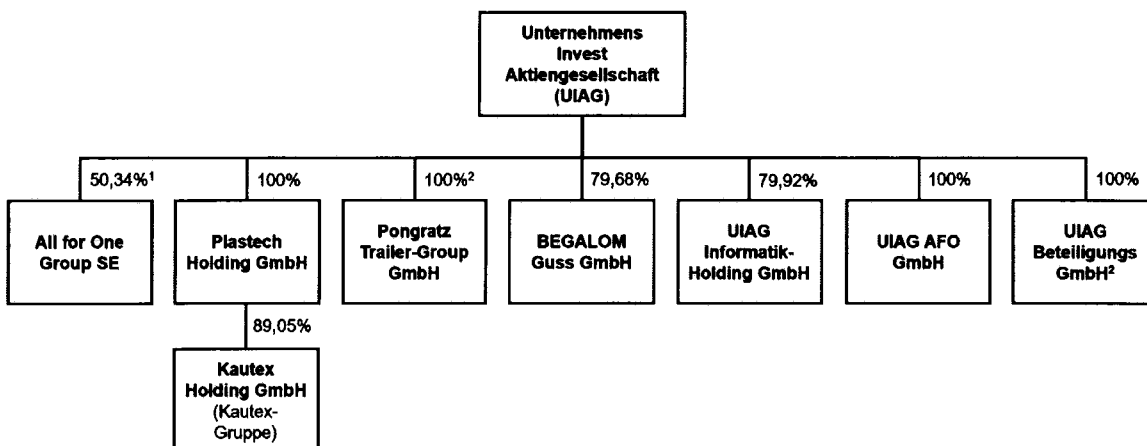 Unternehmens
Invest
Aktiengesellschaft
(UIAG)
50,34%¹
100%
100%²
79,68%
79,92%
100%
100%
All for One
Group SE
Plastech
Holding GmbH
Pongratz
Trailer-Group
GmbH
BEGALOM
Guss GmbH
UIAG
Informatik-
Holding GmbH
UIAG AFO
GmbH
UIAG
Beteiligungs
GmbH²
89,05%
Kautex
Holding GmbH
(Kautex-
Gruppe)